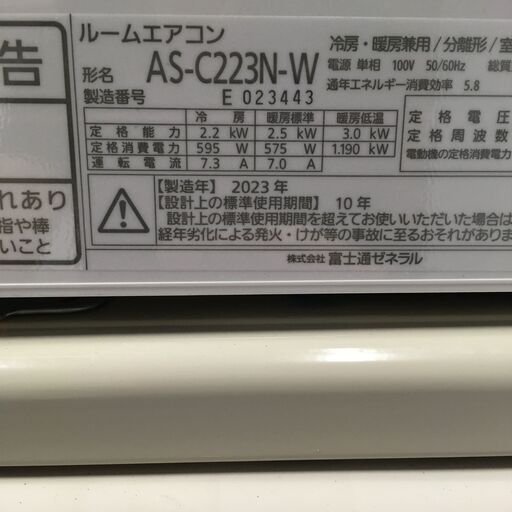 告
れあり
指や棒
いこと
ルームエアコン
形名 AS-C223N-W
製造番号 E 023443
冷房・暖房兼用/分離形/室
電源 単相 100V 50/60Hz 総質
通年エネルギー消費効率 5.8
冷房 暖房標準 暖房低温
定格能力 2.2 kW 2.5 kW 3.0 kW
定格消費電力 595 W 575 W 1.190 kW
運転電流 7.3 A 7.0 A
定格電圧
定格周波数
電動機の定格消費電力
【製造年】2023年
【設計上の標準使用期間】10年
設計上の標準使用期間を超えてお使いいただいた場合は
経年劣化による発火・けが等の事故に至るおそれがありま
株式会社 富士通ゼネラル